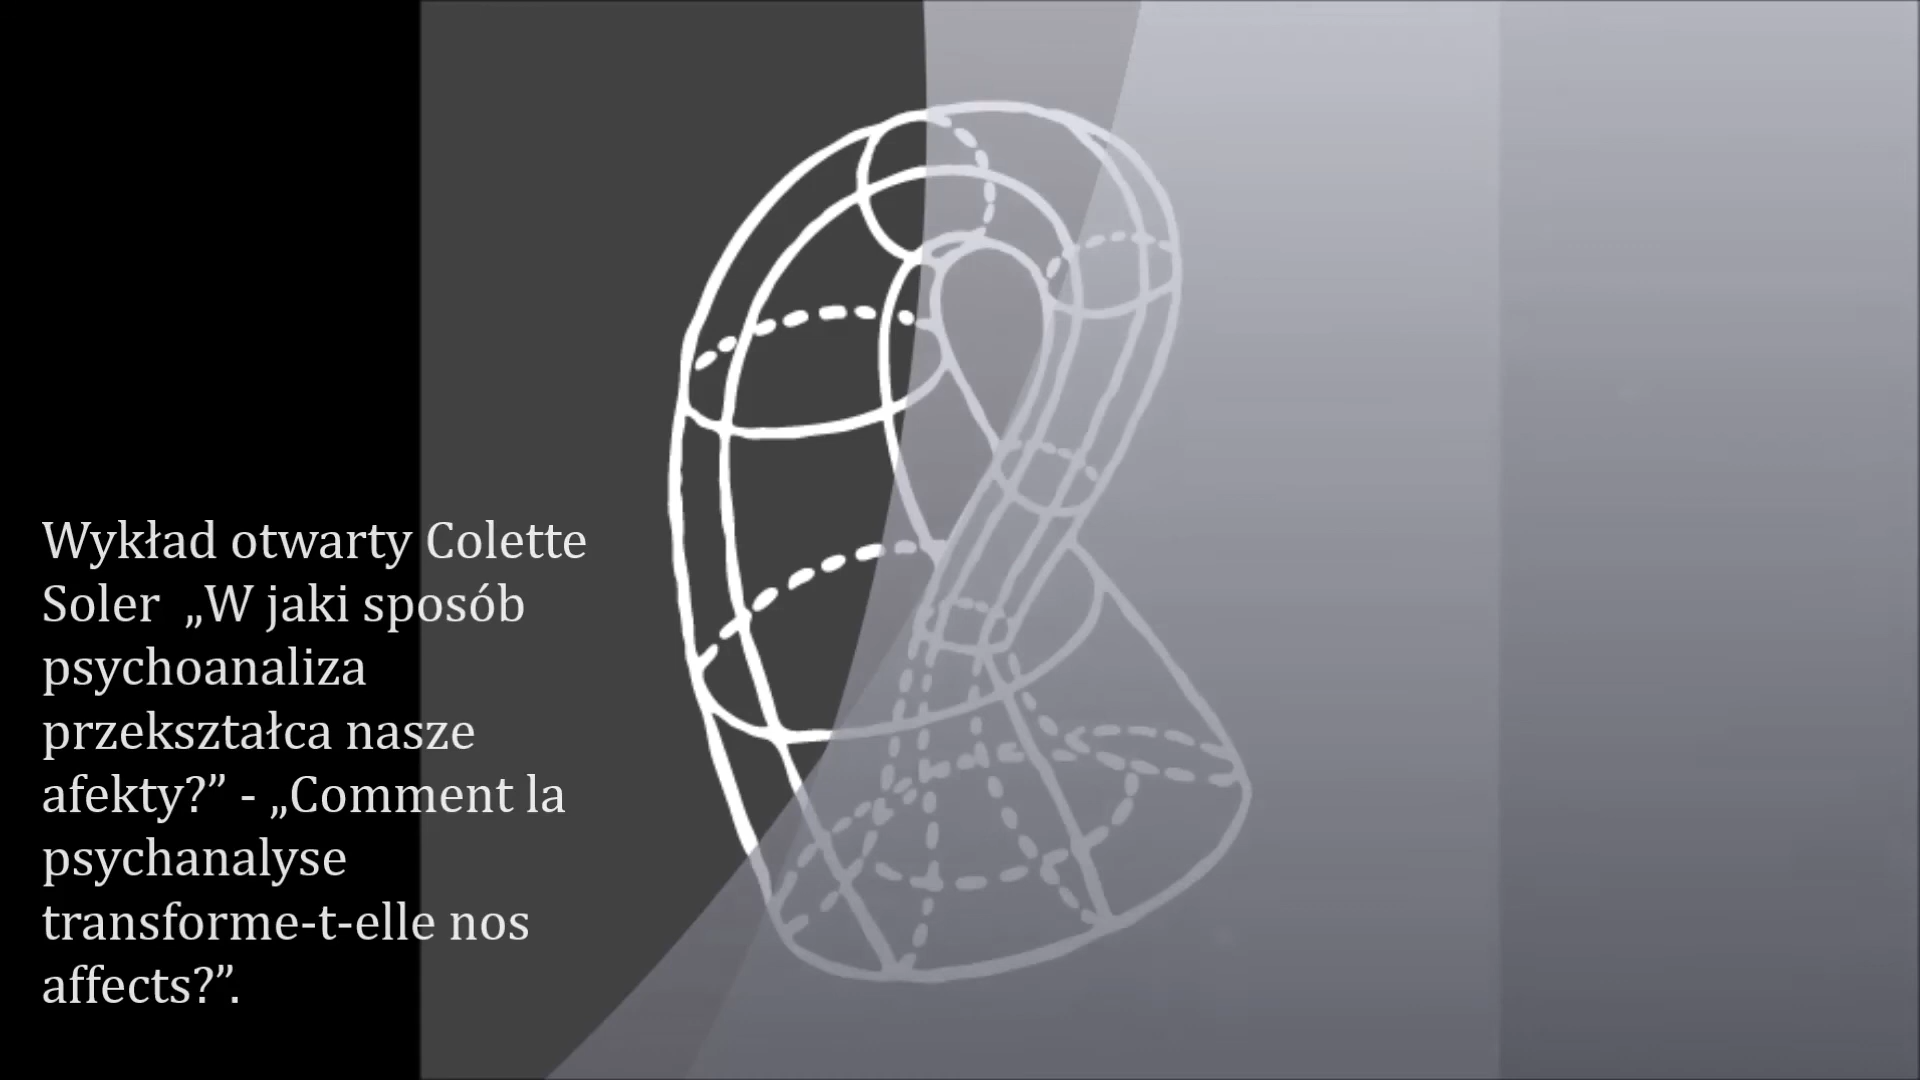 Wykład otwarty Colette
Soler „W jaki sposób
psychoanaliza
przekształca nasze
afekty?” - „Comment la
psychanalyse
transforme-t-elle nos
affects?”.